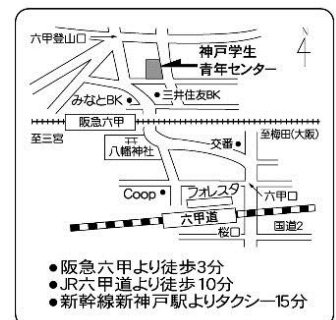 六甲登山口
神戸学生
青年センター
4
みなとBK
三井住友BK
阪急六甲
至三宮
八幡神社
交番
至梅田(大阪)
Coop
フォレスタ
六甲口
六甲道
桜口
国道2
●阪急六甲より徒歩3分
●JR六甲道より徒歩10分
●新幹線新神戸駅よりタクシー15分